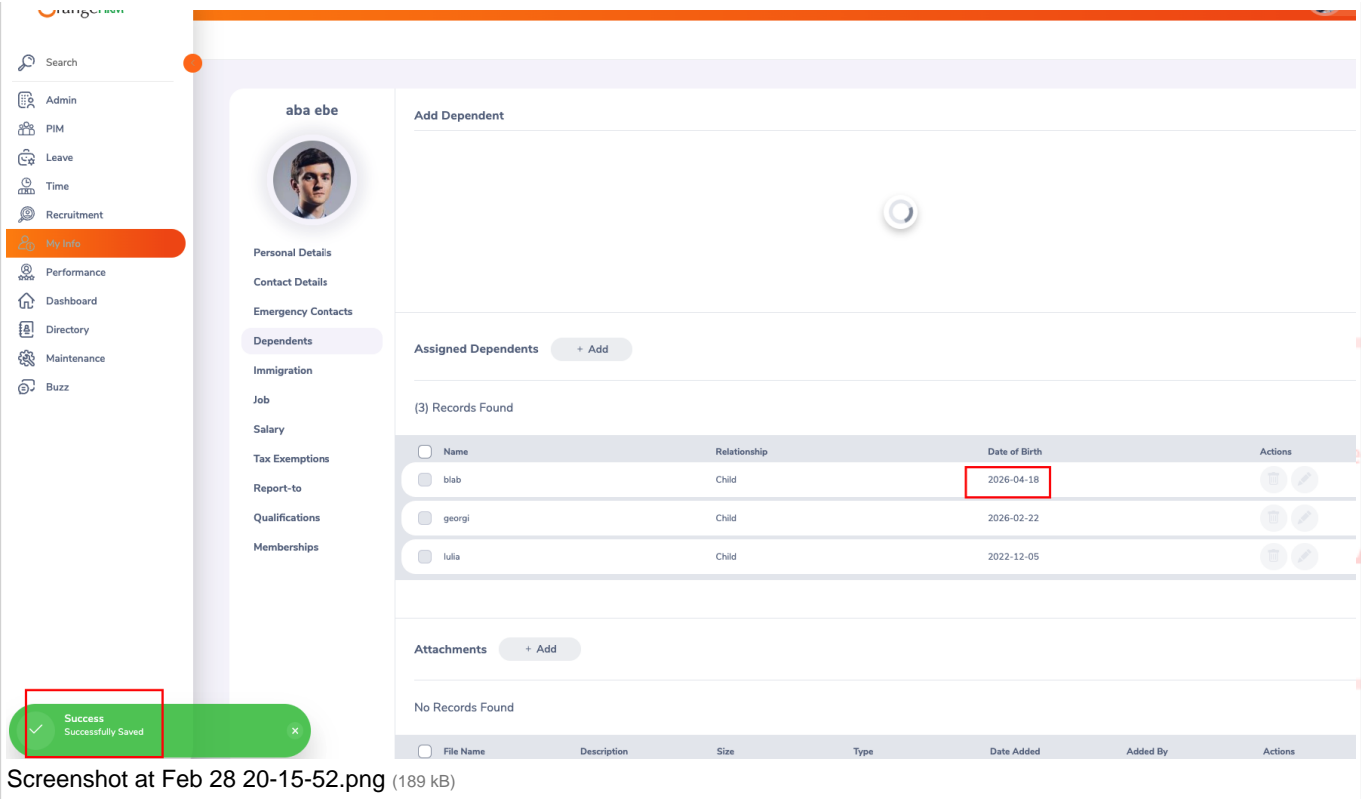 Search
Admin
PIM
Leave
Time
Recruitment
My Info
Performance
Dashboard
Directory
Maintenance
Buzz
aba ebe
Personal Details
Contact Details
Emergency Contacts
Dependents
Immigration
Job
Salary
Tax Exemptions
Report-to
Qualifications
Memberships
Add Dependent
Assigned Dependents + Add
(3) Records Found
Name Relationship Date of Birth Actions
blab Child 2026-04-18
georgi Child 2026-02-22
Iulia Child 2022-12-05
Attachments + Add
No Records Found
File Name Description Size Type Date Added Added By Actions
Success
Successfully Saved
Screenshot at Feb 28 20-15-52.png (189 kB)